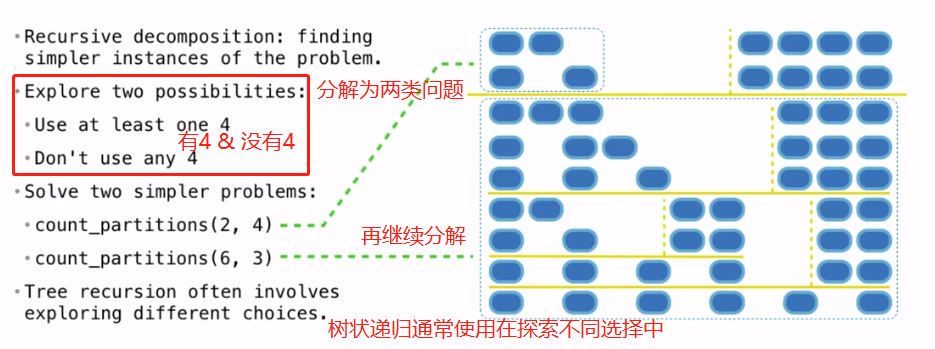 •Recursive decomposition: finding
simpler instances of the problem.
•Explore two possibilities:
分解为两类问题
•Use at least one 4
有4 & 没有4
•Don't use any 4
•Solve two simpler problems:
•count_partitions(2, 4)
再继续分解
•count_partitions(6, 3)
•Tree recursion often involves
exploring different choices.
树状递归通常使用在探索不同选择中